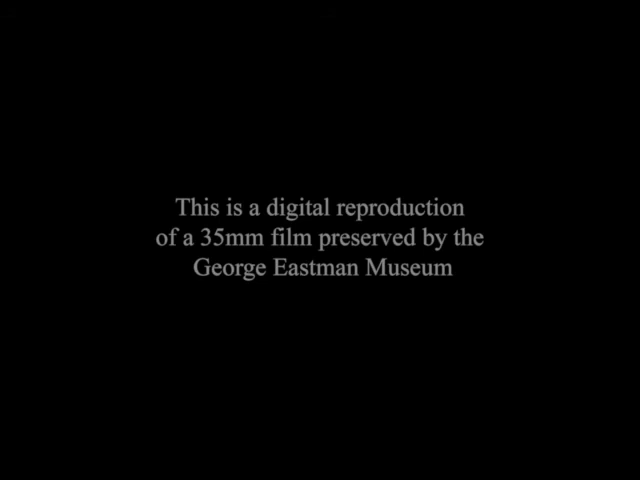 This is a digital reproduction
of a 35mm film preserved by the
George Eastman Museum